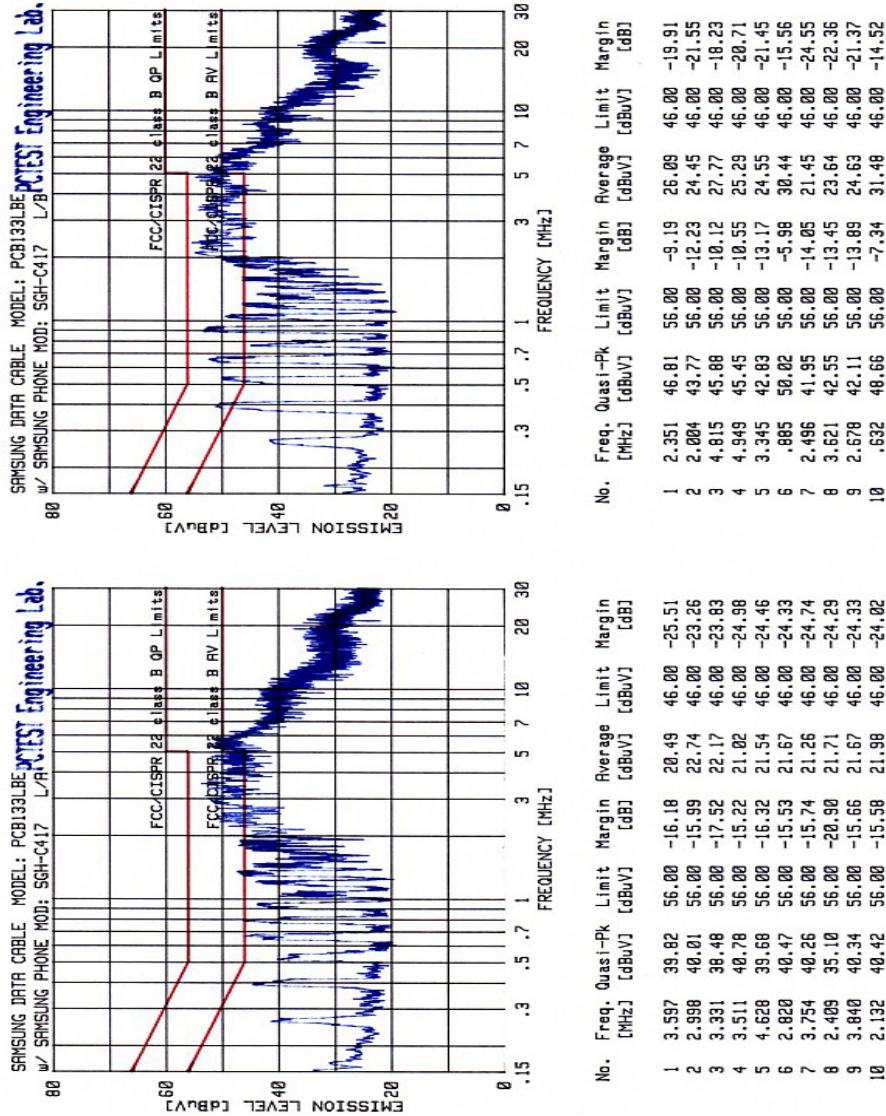 SAMSUNG DATA CABLE MODEL: PCB133LBE PCTEST Engineering Lab.
w/ SAMSUNG PHONE MOD: SGH-C417 L/A
80
60
40
20
0
EMISSION LEVEL [dBuV]
FCC/CISPR 22 class B QP Limits
FCC/CISPR 22 class B AV Limits
.15 .3 .5 .7 1 3 5 7 10 20 30
FREQUENCY [MHz]
No. Freq. Quasi-Pk Limit Margin Average Limit Margin
[MHz] [dBuV] [dBuV] [dB] [dBuV] [dBuV] [dB]
1 3.597 39.82 56.00 -16.18 20.49 46.00 -25.51
2 2.998 40.01 56.00 -15.99 22.74 46.00 -23.26
3 3.331 38.48 56.00 -17.52 22.17 46.00 -23.83
4 3.511 40.78 56.00 -15.22 21.02 46.00 -24.98
5 4.628 39.68 56.00 -16.32 21.54 46.00 -24.46
6 2.820 40.47 56.00 -15.53 21.67 46.00 -24.33
7 3.754 40.26 56.00 -15.74 21.26 46.00 -24.74
8 2.409 35.10 56.00 -20.90 21.71 46.00 -24.29
9 3.840 40.34 56.00 -15.66 21.67 46.00 -24.33
10 2.132 40.42 56.00 -15.58 21.98 46.00 -24.02
SAMSUNG DATA CABLE MODEL: PCB133LBE PCTEST Engineering Lab.
w/ SAMSUNG PHONE MOD: SGH-C417 L/B
80
60
40
20
0
EMISSION LEVEL [dBuV]
FCC/CISPR 22 class B QP Limits
FCC/CISPR 22 class B AV Limits
.15 .3 .5 .7 1 3 5 7 10 20 30
FREQUENCY [MHz]
No. Freq. Quasi-Pk Limit Margin Average Limit Margin
[MHz] [dBuV] [dBuV] [dB] [dBuV] [dBuV] [dB]
1 2.351 46.81 56.00 -9.19 26.09 46.00 -19.91
2 2.004 43.77 56.00 -12.23 24.45 46.00 -21.55
3 4.815 45.88 56.00 -10.12 27.77 46.00 -18.23
4 4.949 45.45 56.00 -10.55 25.29 46.00 -20.71
5 3.345 42.83 56.00 -13.17 24.55 46.00 -21.45
6 .885 50.02 56.00 -5.98 30.44 46.00 -15.56
7 2.496 41.95 56.00 -14.05 21.45 46.00 -24.55
8 3.621 42.55 56.00 -13.45 23.64 46.00 -22.36
9 2.678 42.11 56.00 -13.89 24.63 46.00 -21.37
10 .632 48.66 56.00 -7.34 31.48 46.00 -14.52